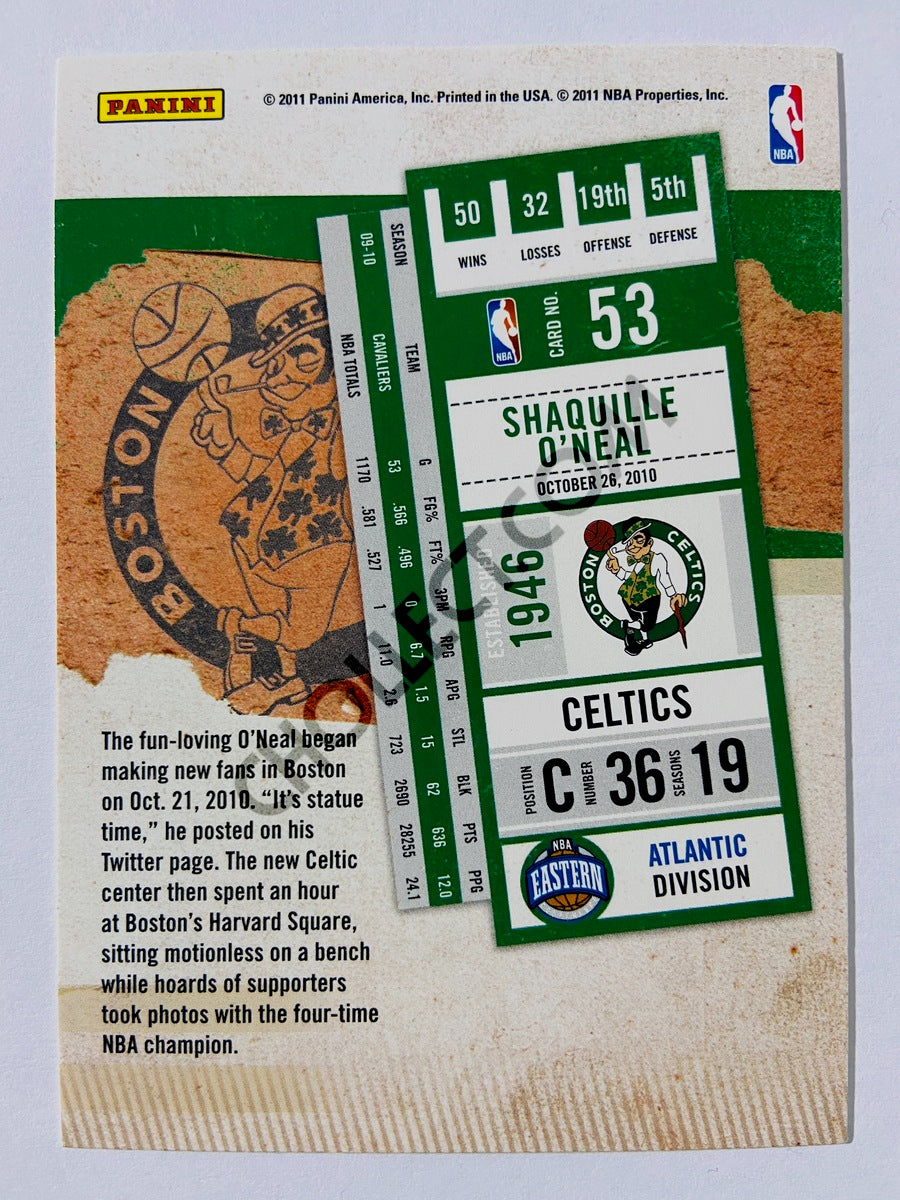 PANINI
© 2011 Panini America, Inc. Printed in the USA. © 2011 NBA Properties, Inc.
NBA
50 32 19th 5th
WINS LOSSES OFFENSE DEFENSE
NBA
CARD NO. 53
SHAQUILLE
O'NEAL
OCTOBER 26, 2010
ESTABLISHED
1946
BOSTON CELTICS
CELTICS
POSITION C NUMBER 36 SEASONS 19
NBA
EASTERN
ATLANTIC
DIVISION
SEASON TEAM G FG% FT% 3PM RPG APG STL BLK PTS PPG
09-10 CAVALIERS 53 .566 .496 0 6.7 1.5 15 62 636 12.0
NBA TOTALS 1170 .581 .527 1 11.0 2.6 723 2690 28255 24.1
BOSTON
The fun-loving O'Neal began
making new fans in Boston
on Oct. 21, 2010. “It's statue
time,” he posted on his
Twitter page. The new Celtic
center then spent an hour
at Boston's Harvard Square,
sitting motionless on a bench
while hoards of supporters
took photos with the four-time
NBA champion.
CHOLLECT.COM